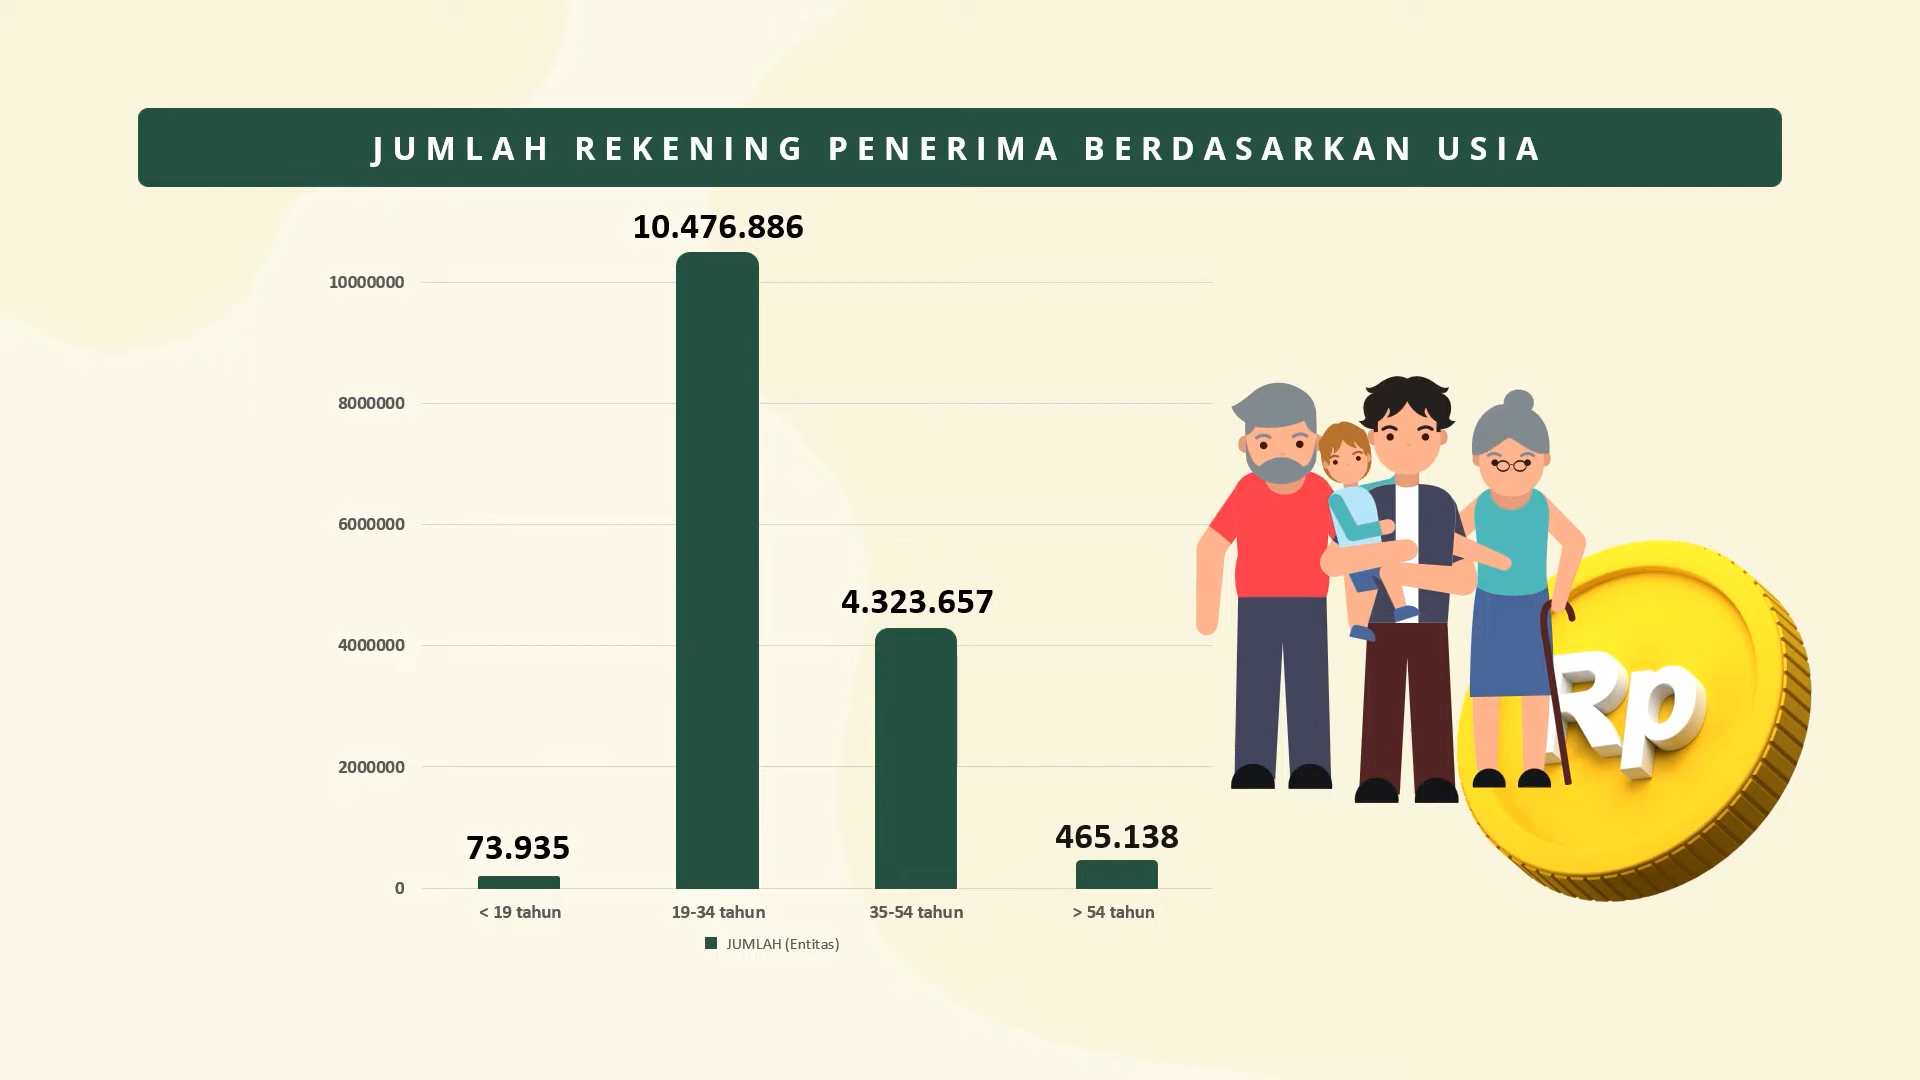 JUMLAH REKENING PENERIMA BERDASARKAN USIA
10.476.886
10000000
8000000
6000000
4.323.657
4000000
2000000
73.935
465.138
0
< 19 tahun
19-34 tahun
35-54 tahun
> 54 tahun
JUMLAH (Entitas)
Rp